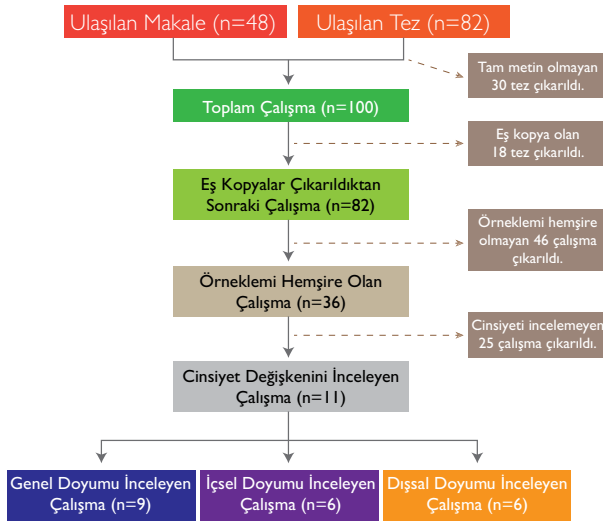 Ulaşılan Makale (n=48)
Ulaşılan Tez (n=82)
Tam metin olmayan
30 tez çıkarıldı.
Toplam Çalışma (n=100)
Eş kopya olan
18 tez çıkarıldı.
Eş Kopyalar Çıkarıldıktan
Sonraki Çalışma (n=82)
Örneklemi hemşire
olmayan 46 çalışma
çıkarıldı.
Örneklemi Hemşire Olan
Çalışma (n=36)
Cinsiyeti incelemeyen
25 çalışma çıkarıldı.
Cinsiyet Değişkenini İnceleyen
Çalışma (n=11)
Genel Doyumu İnceleyen
Çalışma (n=9)
İçsel Doyumu İnceleyen
Çalışma (n=6)
Dışsal Doyumu İnceleyen
Çalışma (n=6)